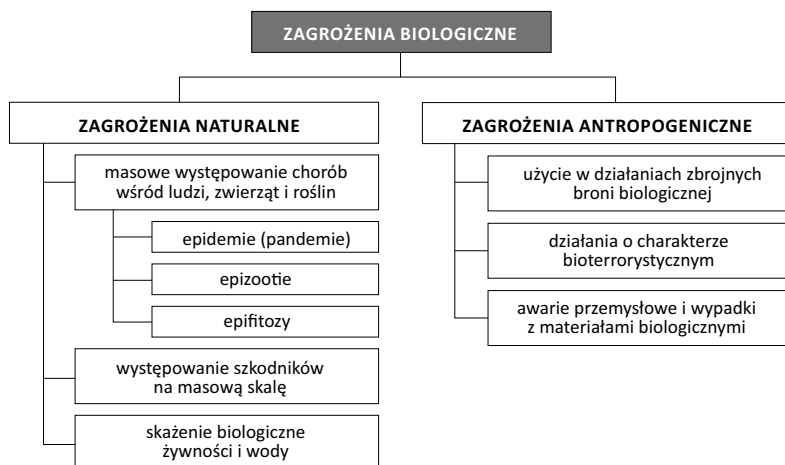 ZAGROŻENIA BIOLOGICZNE
ZAGROŻENIA NATURALNE
masowe występowanie chorób
wśród ludzi, zwierząt i roślin
epidemie (pandemie)
epizootie
epifitozy
występowanie szkodników
na masową skalę
skażenie biologiczne
żywności i wody
ZAGROŻENIA ANTROPOGENICZNE
użycie w działaniach zbrojnych
broni biologicznej
działania o charakterze
bioterrorystycznym
awarie przemysłowe i wypadki
z materiałami biologicznymi